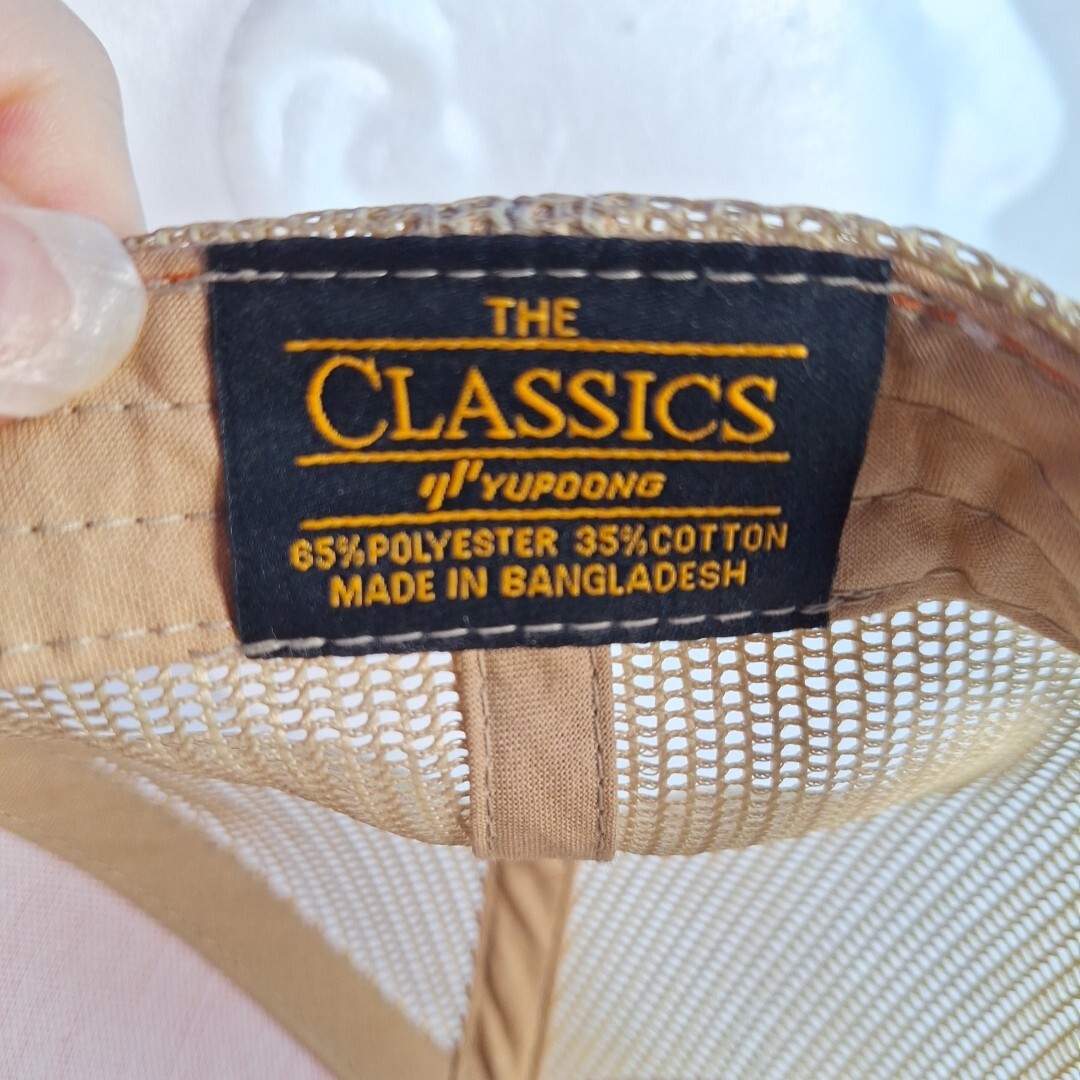 THE
CLASSICS
YUPOONG
65%POLYESTER 35%COTTON
MADE IN BANGLADESH